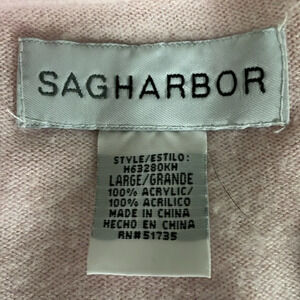 SAGHARBOR
STYLE/ESTILO:
H63280KH
LARGE/GRANDE
100% ACRYLIC/
100% ACRILICO
MADE IN CHINA
HECHO EN CHINA
RN#51735